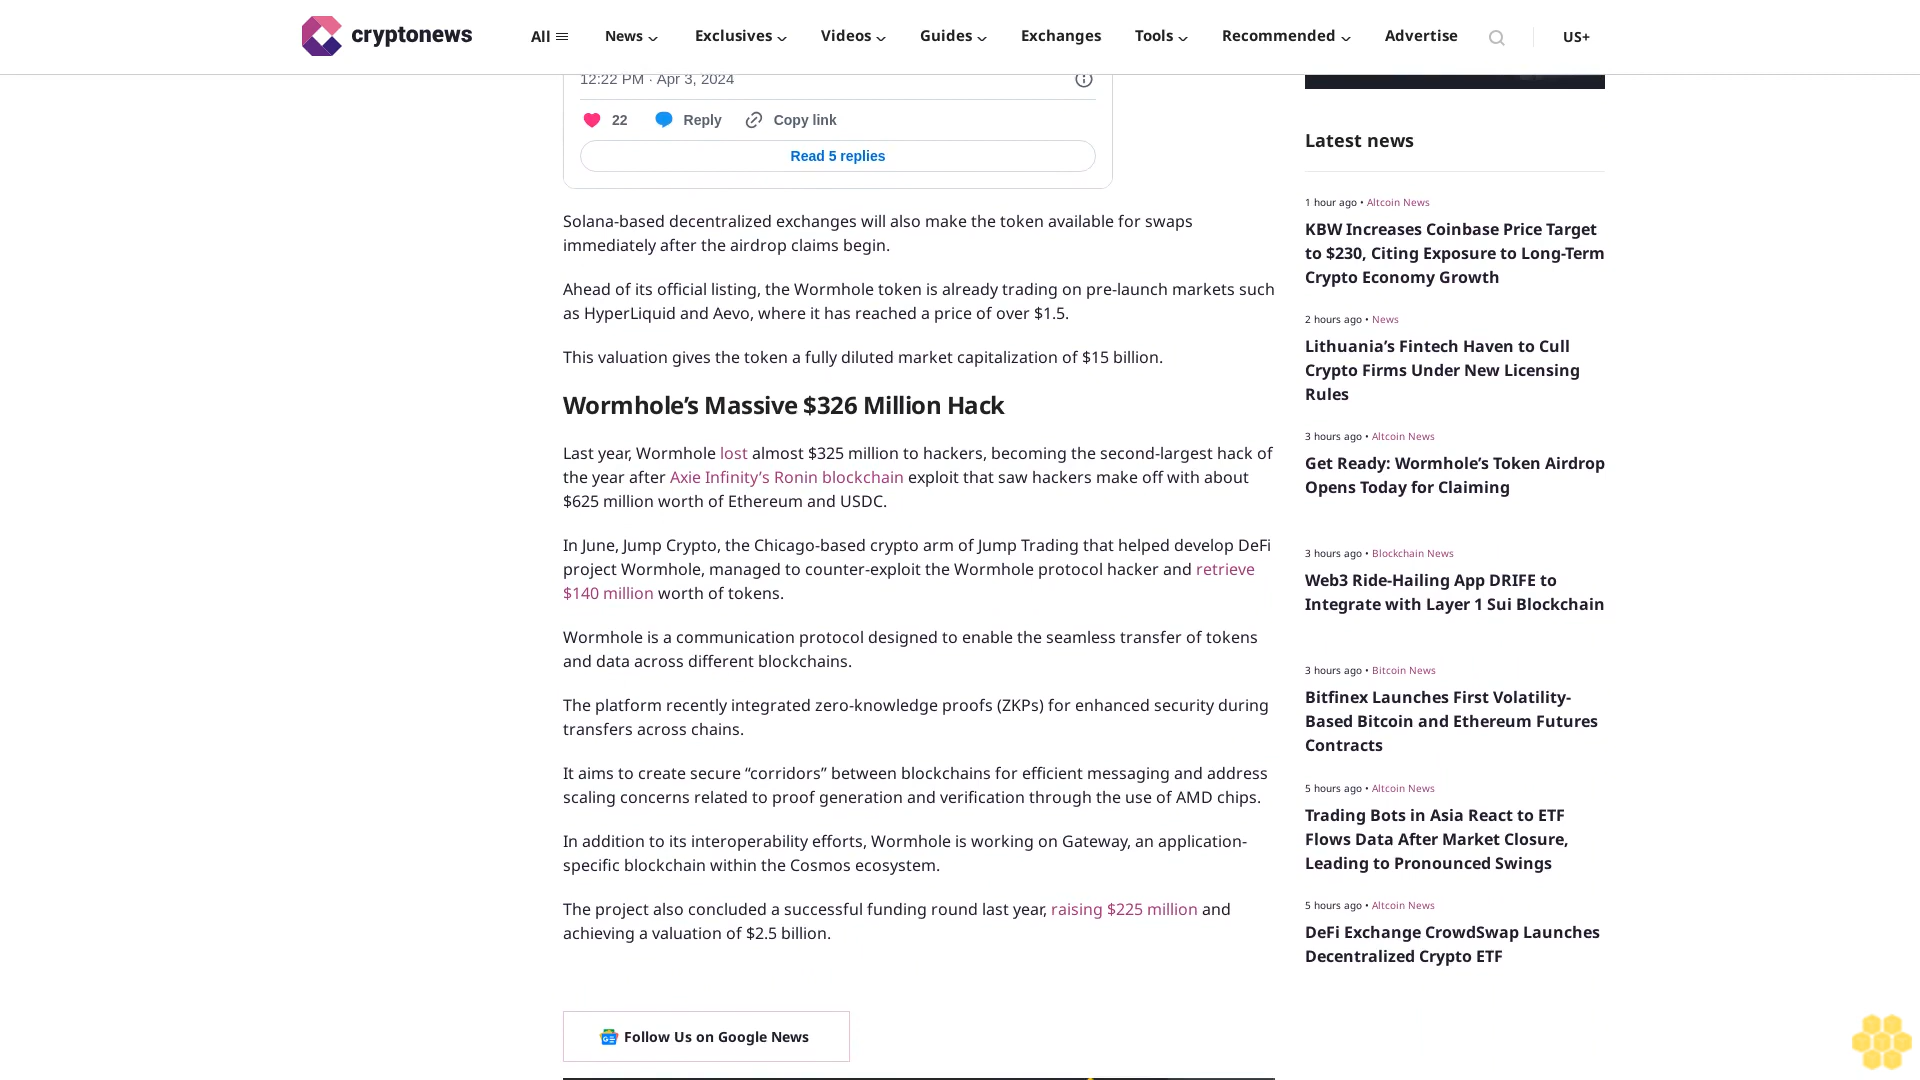 cryptonews
All
News
Exclusives
Videos
Guides
Exchanges
Tools
Recommended
Advertise
US+
12:22 PM · Apr 3, 2024
22
Reply
Copy link
Read 5 replies
Solana-based decentralized exchanges will also make the token available for swaps
immediately after the airdrop claims begin.
Ahead of its official listing, the Wormhole token is already trading on pre-launch markets such
as HyperLiquid and Aevo, where it has reached a price of over $1.5.
This valuation gives the token a fully diluted market capitalization of $15 billion.
Wormhole’s Massive $326 Million Hack
Last year, Wormhole lost almost $325 million to hackers, becoming the second-largest hack of
the year after Axie Infinity’s Ronin blockchain exploit that saw hackers make off with about
$625 million worth of Ethereum and USDC.
In June, Jump Crypto, the Chicago-based crypto arm of Jump Trading that helped develop DeFi
project Wormhole, managed to counter-exploit the Wormhole protocol hacker and retrieve
$140 million worth of tokens.
Wormhole is a communication protocol designed to enable the seamless transfer of tokens
and data across different blockchains.
The platform recently integrated zero-knowledge proofs (ZKPs) for enhanced security during
transfers across chains.
It aims to create secure “corridors” between blockchains for efficient messaging and address
scaling concerns related to proof generation and verification through the use of AMD chips.
In addition to its interoperability efforts, Wormhole is working on Gateway, an application-
specific blockchain within the Cosmos ecosystem.
The project also concluded a successful funding round last year, raising $225 million and
achieving a valuation of $2.5 billion.
Follow Us on Google News
Latest news
1 hour ago • Altcoin News
KBW Increases Coinbase Price Target
to $230, Citing Exposure to Long-Term
Crypto Economy Growth
2 hours ago • News
Lithuania’s Fintech Haven to Cull
Crypto Firms Under New Licensing
Rules
3 hours ago • Altcoin News
Get Ready: Wormhole’s Token Airdrop
Opens Today for Claiming
3 hours ago • Blockchain News
Web3 Ride-Hailing App DRIFE to
Integrate with Layer 1 Sui Blockchain
3 hours ago • Bitcoin News
Bitfinex Launches First Volatility-
Based Bitcoin and Ethereum Futures
Contracts
5 hours ago • Altcoin News
Trading Bots in Asia React to ETF
Flows Data After Market Closure,
Leading to Pronounced Swings
5 hours ago • Altcoin News
DeFi Exchange CrowdSwap Launches
Decentralized Crypto ETF